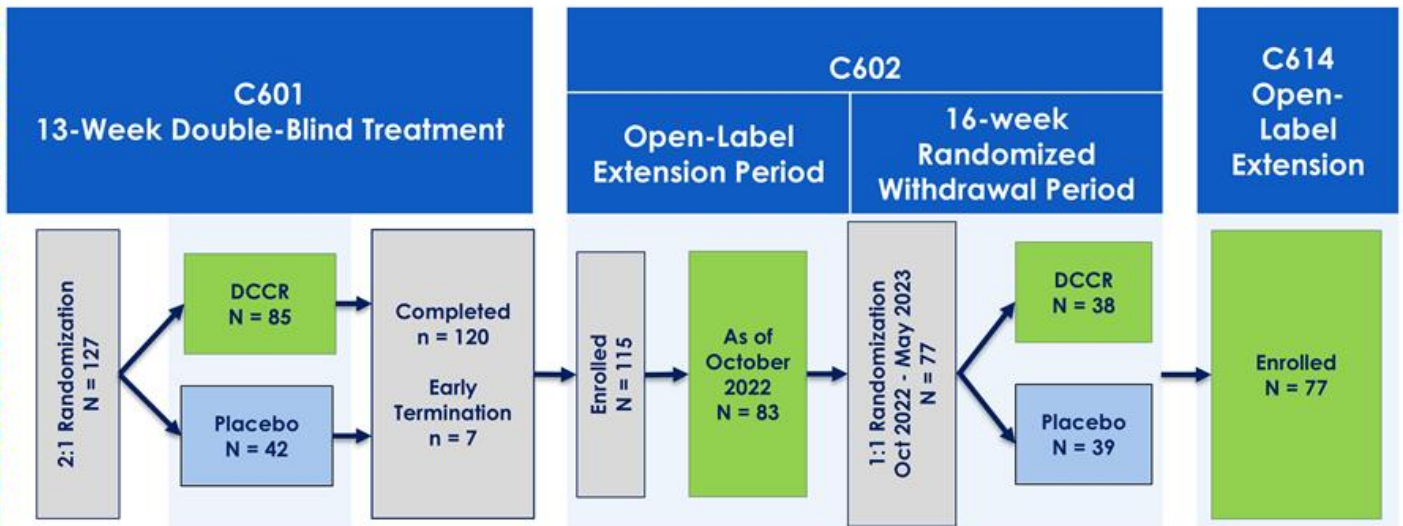 C601
13-Week Double-Blind Treatment
C602
Open-Label
Extension Period
16-week
Randomized
Withdrawal Period
C614
Open-
Label
Extension
2:1 Randomization
N = 127
DCCR
N = 85
Placebo
N = 42
Completed
n = 120
Early
Termination
n = 7
Enrolled
N = 115
As of
October
2022
N = 83
1:1 Randomization
Oct 2022 - May 2023
N = 77
DCCR
N = 38
Placebo
N = 39
Enrolled
N = 77